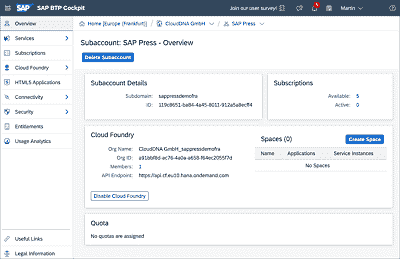 SAP SAP BTP Cockpit
Join our user survey!
Martin
Overview
Services
Subscriptions
Cloud Foundry
HTML5 Applications
Connectivity
Security
Entitlements
Usage Analytics
Useful Links
Legal Information
Home [Europe (Frankfurt)] / CloudDNA GmbH / SAP Press
Subaccount: SAP Press - Overview
Delete Subaccount
Subaccount Details
Subdomain: sappressdemofra
ID:
Subscriptions
Available: 5
Active: 0
Cloud Foundry
Org Name: CloudDNA GmbH_sappressdemofra
Org ID:
Members: 1
API Endpoint: https://api.cf.eu10.hana.ondemand.com
Disable Cloud Foundry
Spaces (0)
Create Space
Name Applications Service Instances
No Spaces
Quota
No quotas are assigned